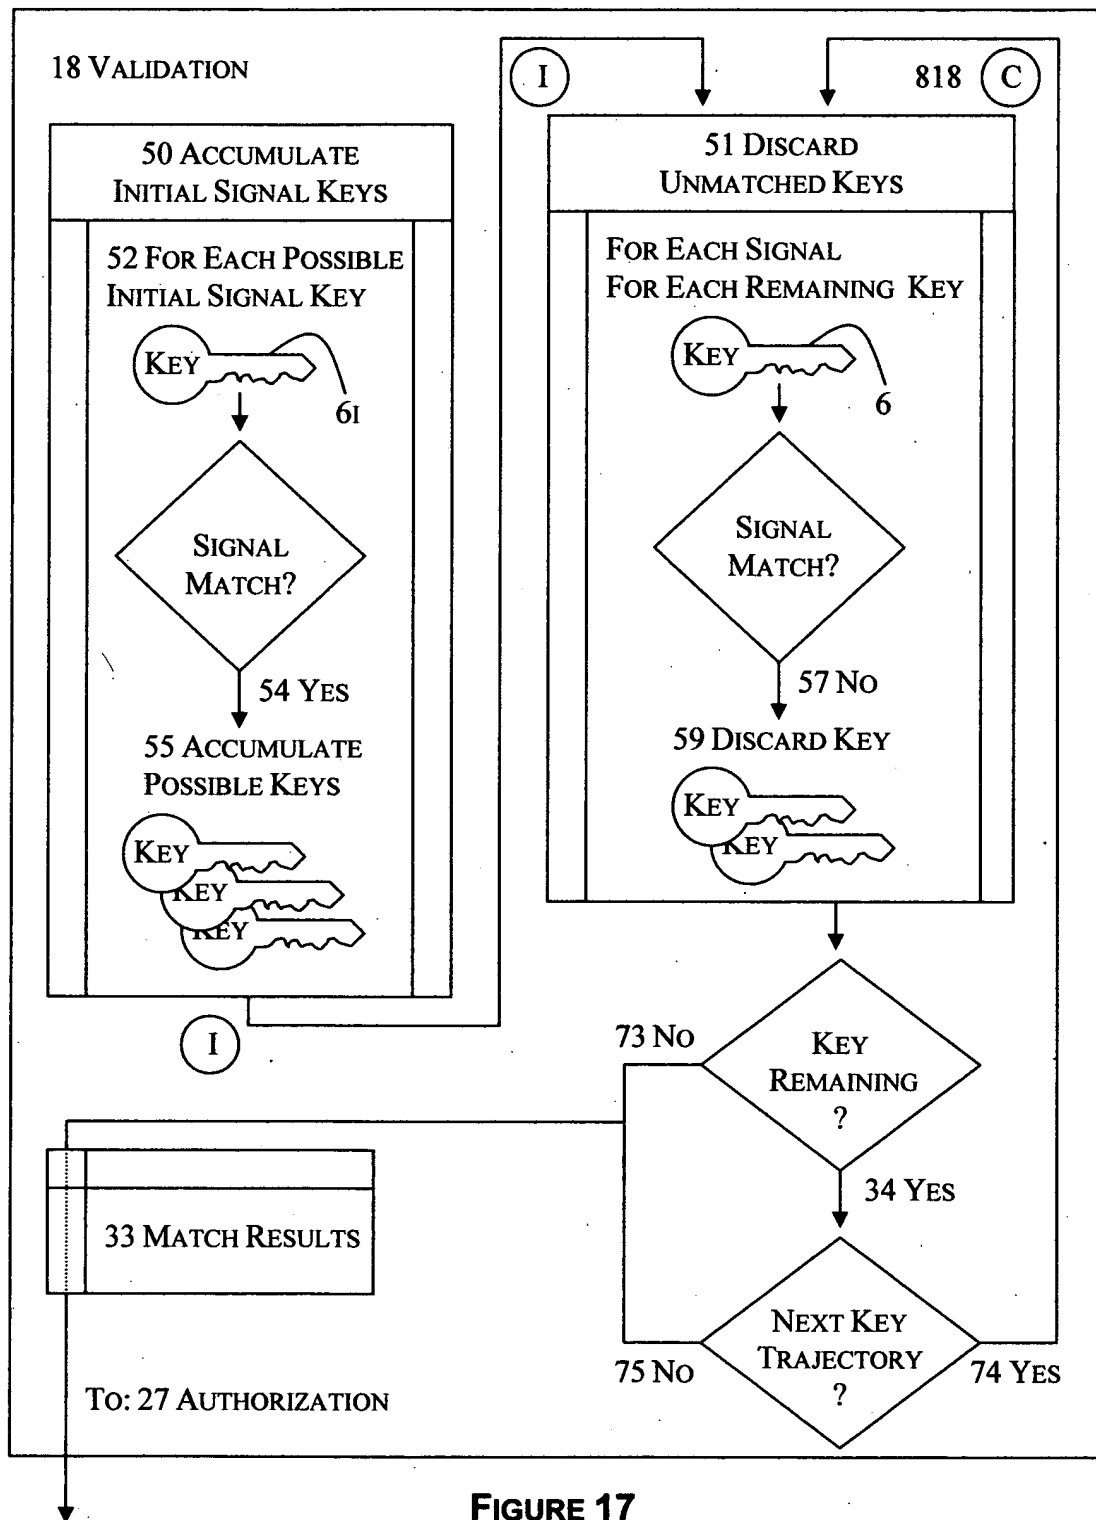 18 VALIDATION
50 ACCUMULATE
INITIAL SIGNAL KEYS
52 FOR EACH POSSIBLE
INITIAL SIGNAL KEY
KEY
6I
SIGNAL
MATCH?
54 YES
55 ACCUMULATE
POSSIBLE KEYS
KEY
KEY
KEY
I
I
818
C
51 DISCARD
UNMATCHED KEYS
FOR EACH SIGNAL
FOR EACH REMAINING KEY
KEY
6
SIGNAL
MATCH?
57 NO
59 DISCARD KEY
KEY
KEY
73 NO
KEY
REMAINING
?
34 YES
33 MATCH RESULTS
NEXT KEY
TRAJECTORY
?
75 NO
74 YES
TO: 27 AUTHORIZATION
FIGURE 17